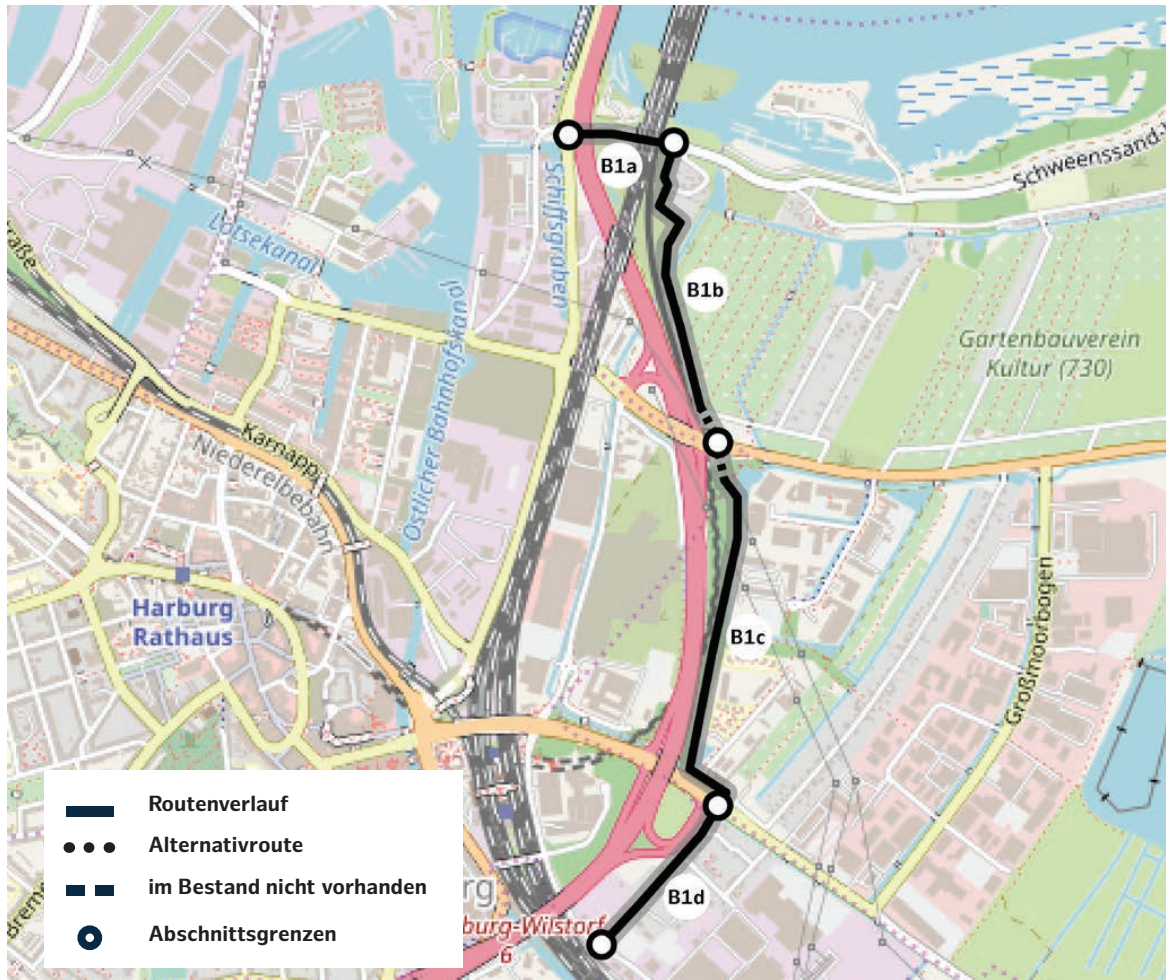 Schweenssand-
B1a
Schiffsgraben
Lotsekanal
B1b
Gartenbauverein
Kultur (730)
Östlicher Bahnhofskanal
Karnapp
Niederelbebahn
Harburg
Rathaus
B1c
Großmoorbogen
B1d
burg-Wilstorf
6
Routenverlauf
Alternativroute
im Bestand nicht vorhanden
Abschnittsgrenzen